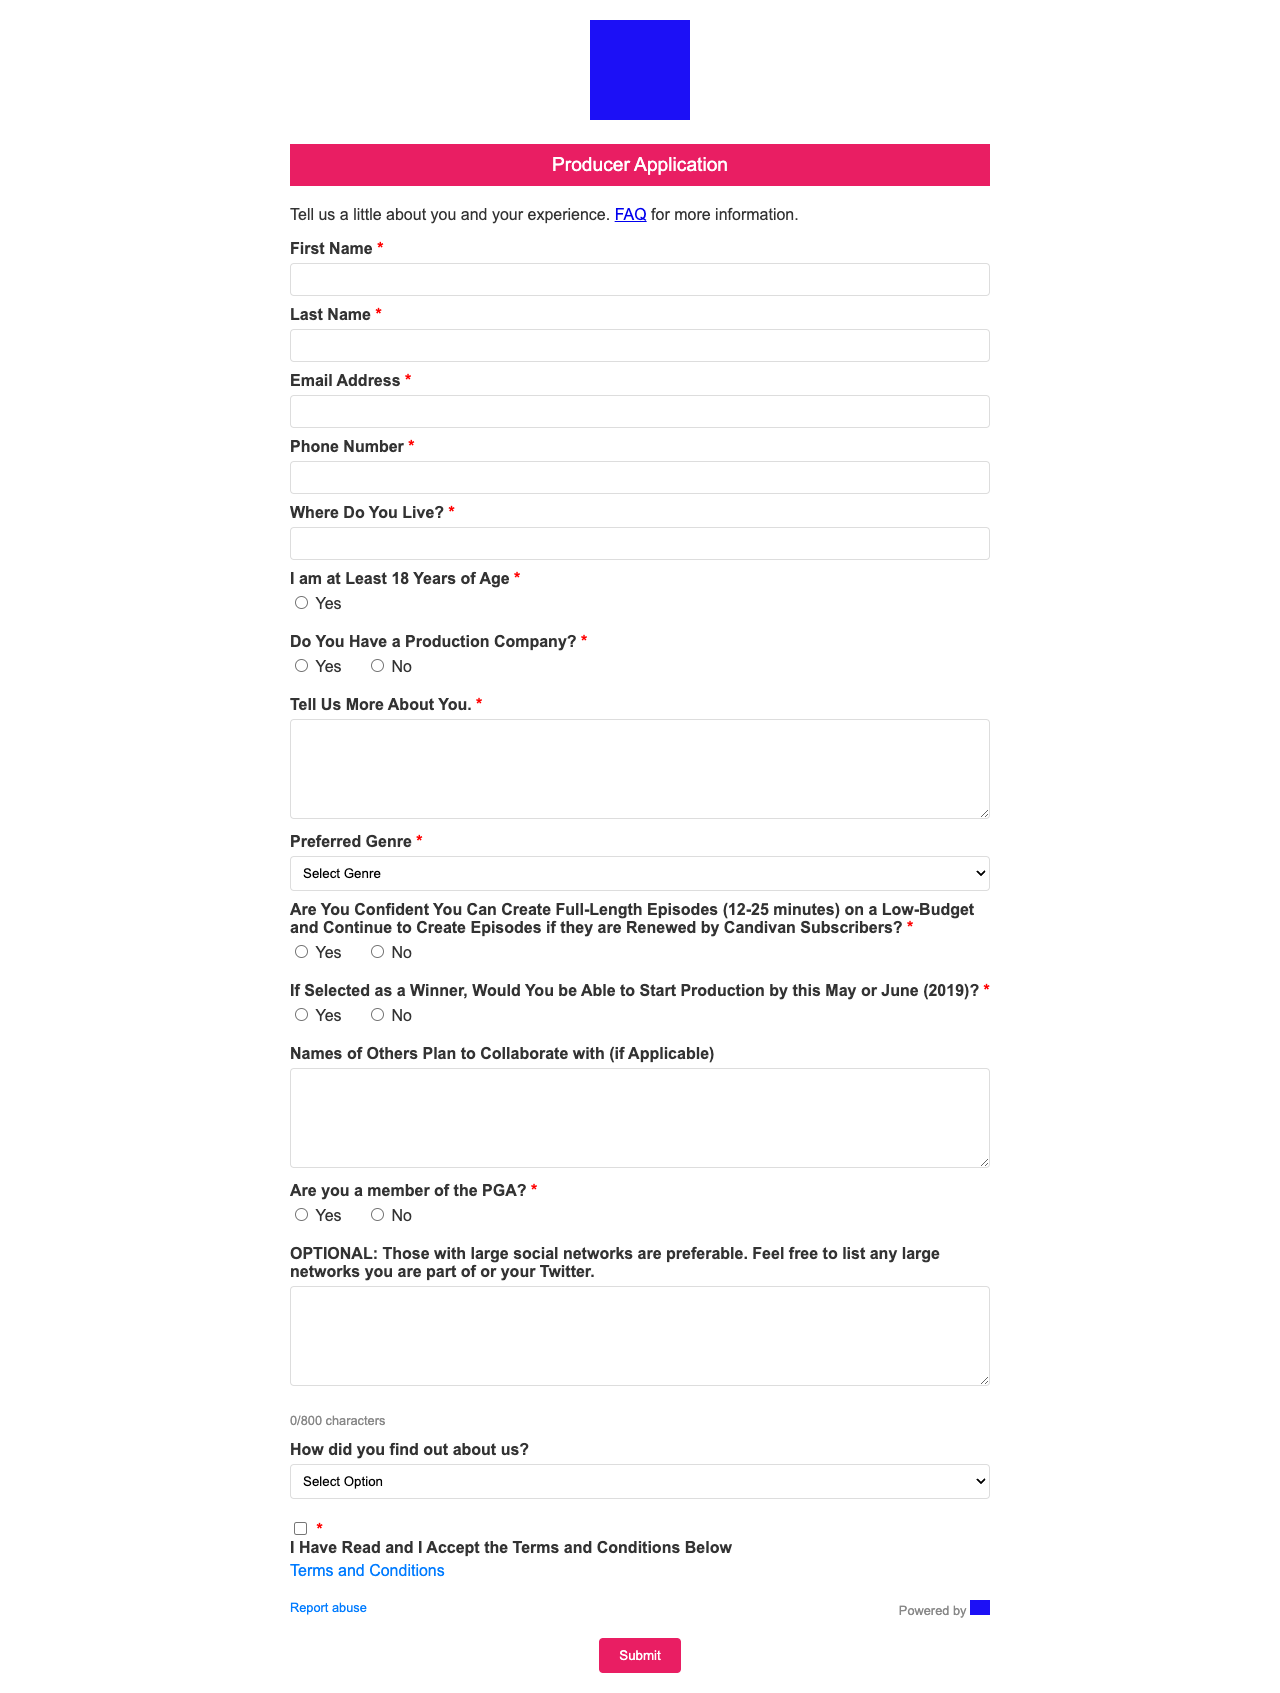 Producer Application
Tell us a little about you and your experience. FAQ for more information.
First Name *
Last Name *
Email Address *
Phone Number *
Where Do You Live? *
I am at Least 18 Years of Age *
Yes
Do You Have a Production Company? *
Yes No
Tell Us More About You. *
Preferred Genre *
Select Genre
Are You Confident You Can Create Full-Length Episodes (12-25 minutes) on a Low-Budget
and Continue to Create Episodes if they are Renewed by Candivan Subscribers? *
Yes No
If Selected as a Winner, Would You be Able to Start Production by this May or June (2019)? *
Yes No
Names of Others Plan to Collaborate with (if Applicable)
Are you a member of the PGA? *
Yes No
OPTIONAL: Those with large social networks are preferable. Feel free to list any large
networks you are part of or your Twitter.
0/800 characters
How did you find out about us?
Select Option
*
I Have Read and I Accept the Terms and Conditions Below
Terms and Conditions
Report abuse Powered by
Submit